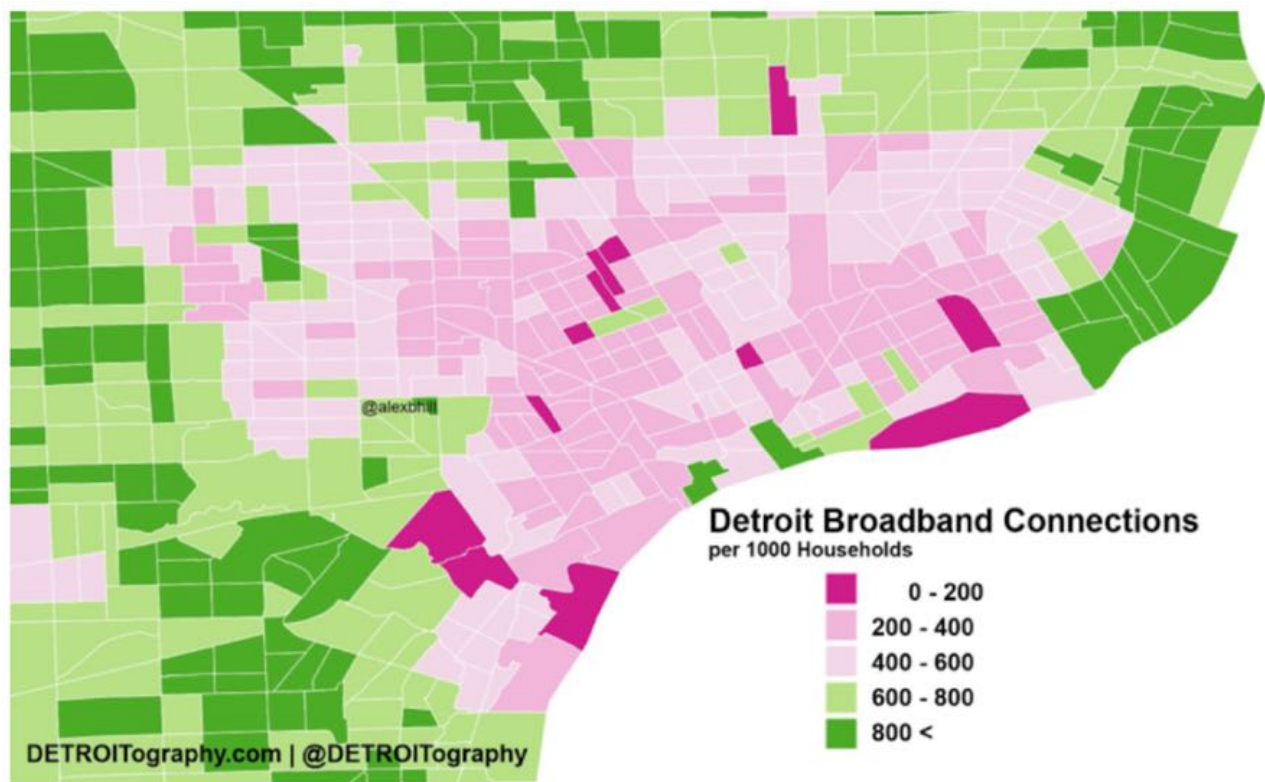 @alexbhill
Detroit Broadband Connections
per 1000 Households
0 - 200
200 - 400
400 - 600
600 - 800
800 <
DETROITography.com | @DETROITography